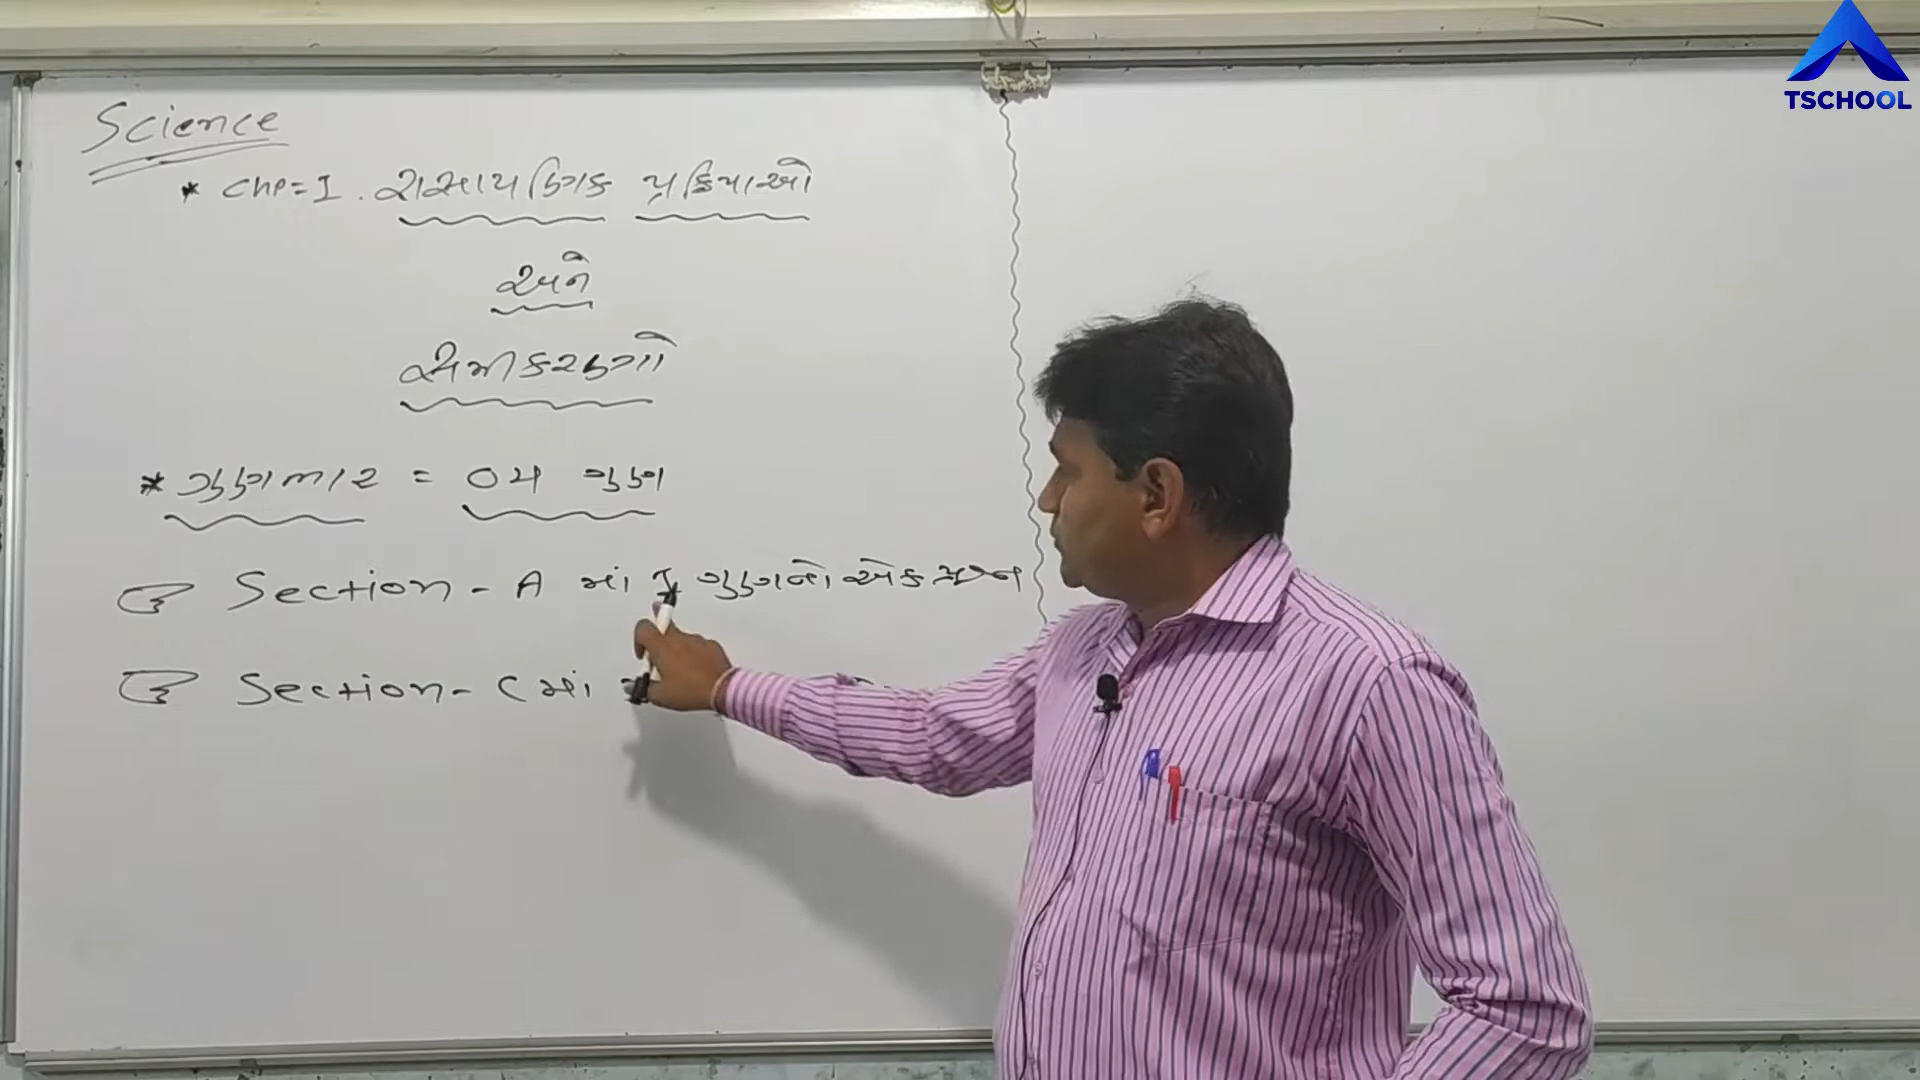 Science
* CHP=I. રાસાયણિક પ્રક્રિયાઓ
અને
સમીકરણો
* ગુણભાર = 04 ગુણ
Section - A માં 1 ગુણનો એક પ્રશ્ન
Section - C માં
TSCHOOL